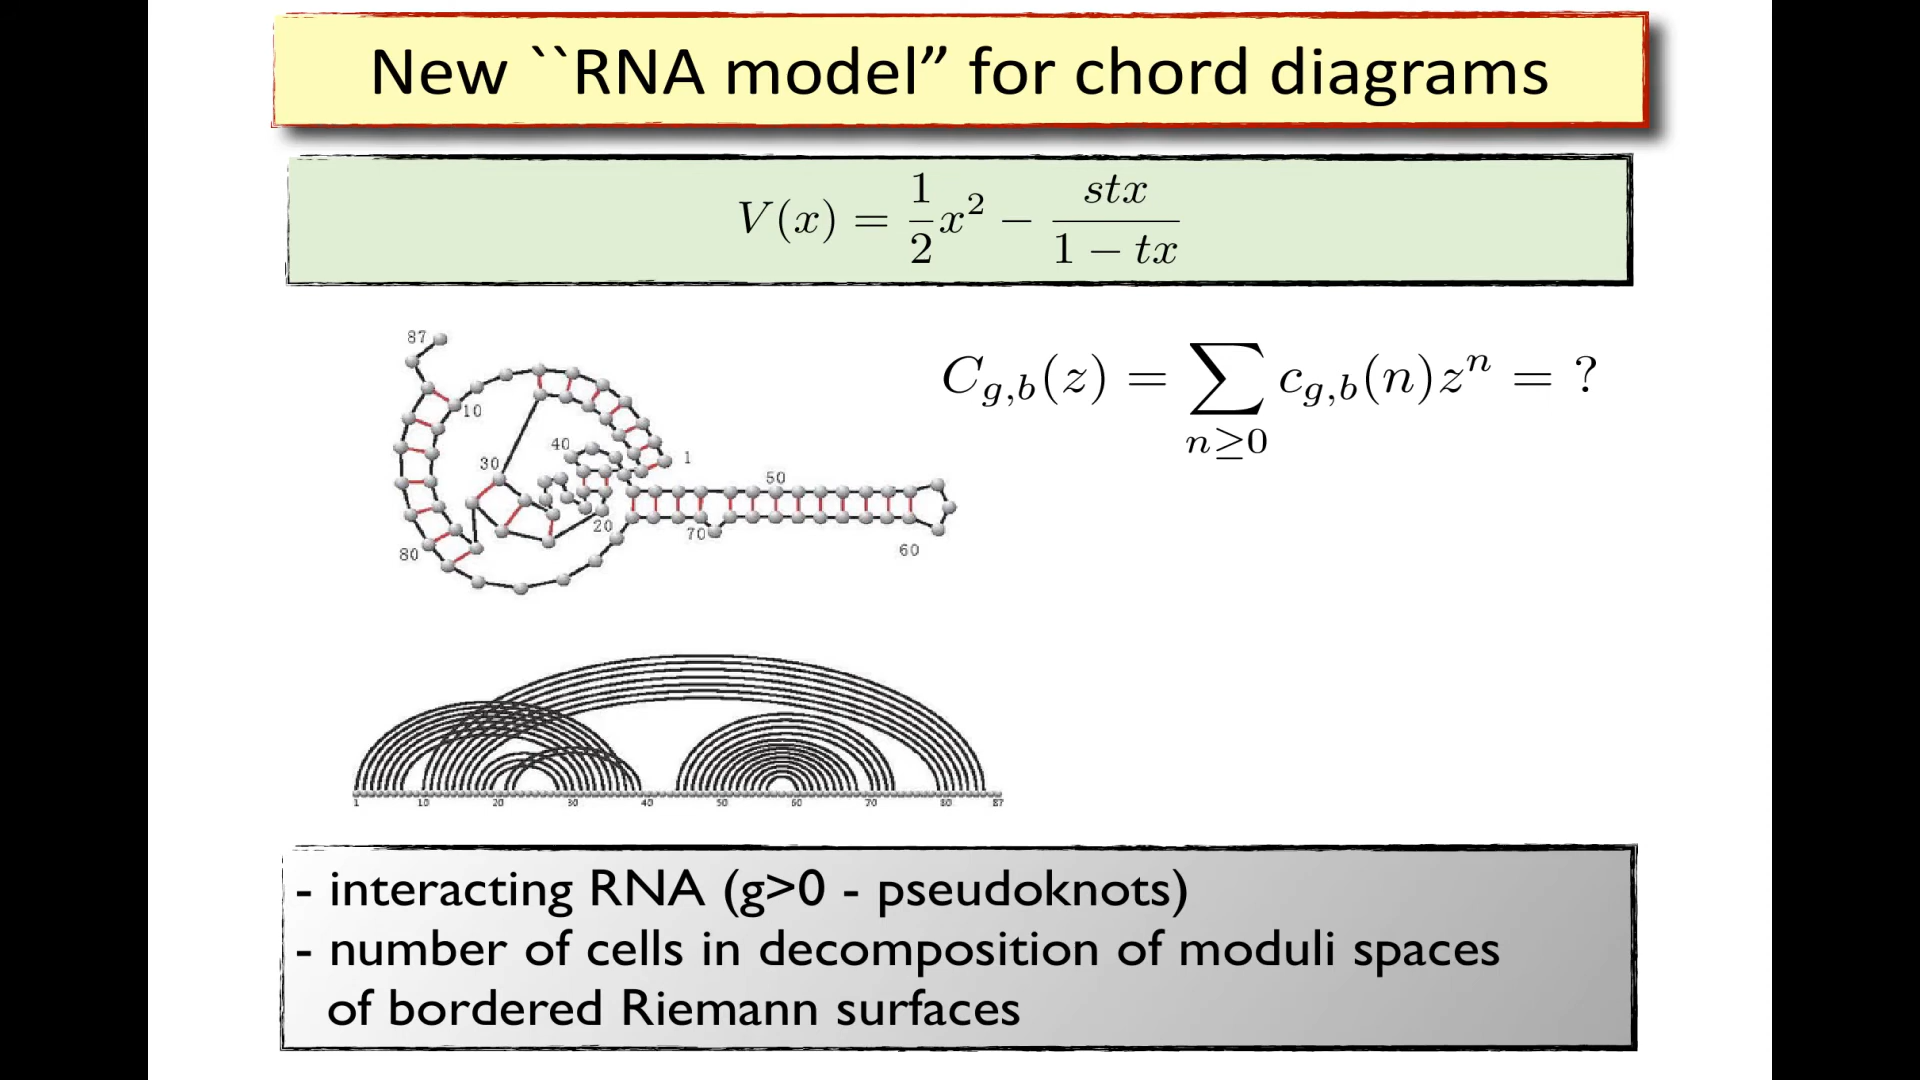 New ``RNA model” for chord diagrams
V(x) = \frac{1}{2}x^2 - \frac{stx}{1 - tx}
C_{g,b}(z) = \sum_{n≥0} c_{g,b}(n)z^n = ?
87
10
40
30
1
50
20
70
80
60
1 10 20 30 40 50 60 70 80 87
- interacting RNA (g>0 - pseudoknots)
- number of cells in decomposition of moduli spaces
of bordered Riemann surfaces